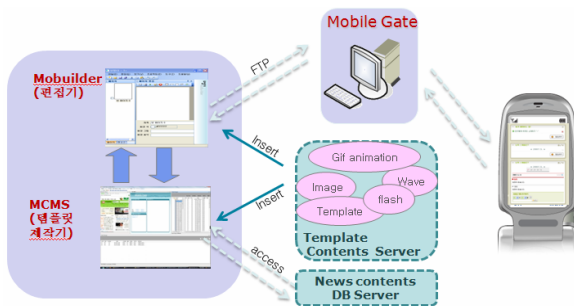 Mobile Gate
Mobuilder
(편집기)
FTP
Insert
Gif animation
Image
Wave
flash
Template
Insert
MCMS
(템플릿
제작기)
Template
Contents Server
access
News contents
DB Server